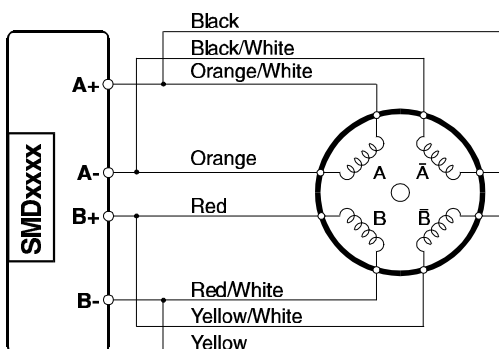 Black
Black/White
Orange/White
A+
Orange
A-
A
Ā
SMDxxxx
B+
Red
B
B̄
B-
Red/White
Yellow/White
Yellow